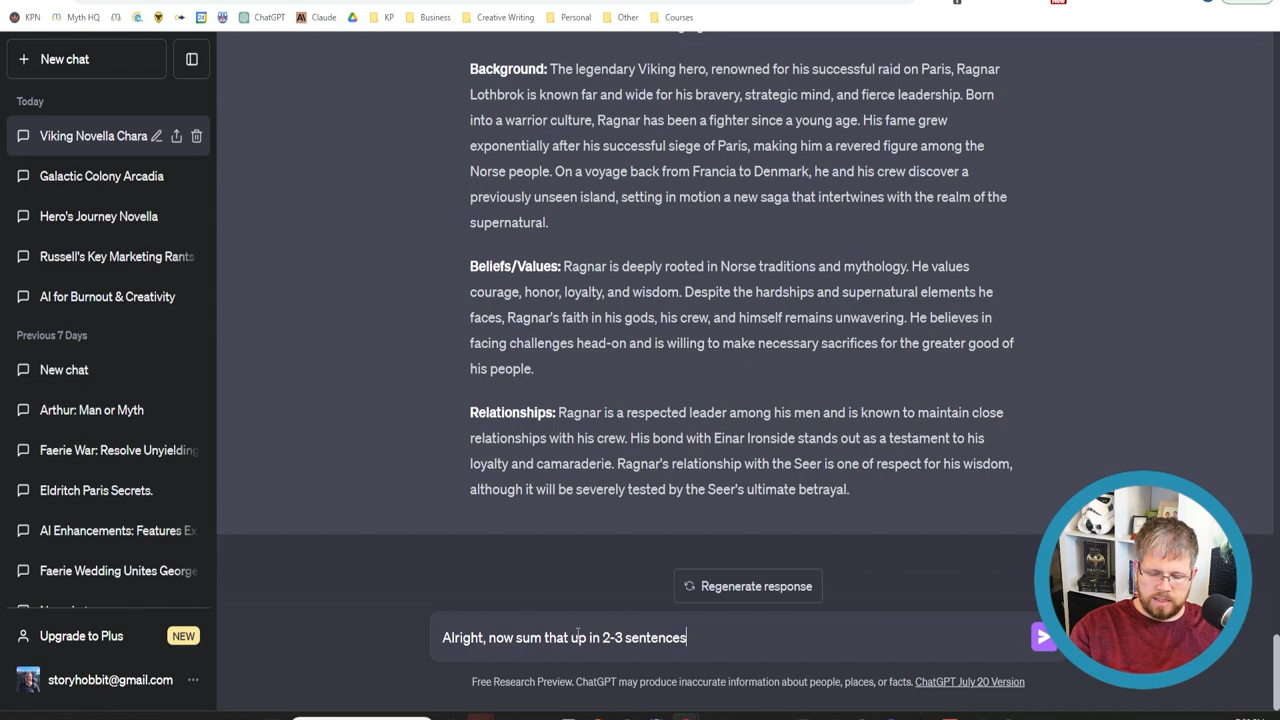 KPN Myth HQ ChatGPT Claude KP Business Creative Writing Personal Other Courses
New chat
Today
Viking Novella Chara
Galactic Colony Arcadia
Hero's Journey Novella
Russell's Key Marketing Rants
AI for Burnout & Creativity
Previous 7 Days
New chat
Arthur: Man or Myth
Faerie War: Resolve Unyielding
Eldritch Paris Secrets.
AI Enhancements: Features Ex
Faerie Wedding Unites George
Upgrade to Plus NEW
storyhobbit@gmail.com
Background: The legendary Viking hero, renowned for his successful raid on Paris, Ragnar
Lothbrok is known far and wide for his bravery, strategic mind, and fierce leadership. Born
into a warrior culture, Ragnar has been a fighter since a young age. His fame grew
exponentially after his successful siege of Paris, making him a revered figure among the
Norse people. On a voyage back from Francia to Denmark, he and his crew discover a
previously unseen island, setting in motion a new saga that intertwines with the realm of the
supernatural.
Beliefs/Values: Ragnar is deeply rooted in Norse traditions and mythology. He values
courage, honor, loyalty, and wisdom. Despite the hardships and supernatural elements he
faces, Ragnar's faith in his gods, his crew, and himself remains unwavering. He believes in
facing challenges head-on and is willing to make necessary sacrifices for the greater good of
his people.
Relationships: Ragnar is a respected leader among his men and is known to maintain close
relationships with his crew. His bond with Einar Ironside stands out as a testament to his
loyalty and camaraderie. Ragnar's relationship with the Seer is one of respect for his wisdom,
although it will be severely tested by the Seer's ultimate betrayal.
Regenerate response
Alright, now sum that up in 2-3 sentences
Free Research Preview. ChatGPT may produce inaccurate information about people, places, or facts. ChatGPT July 20 Version